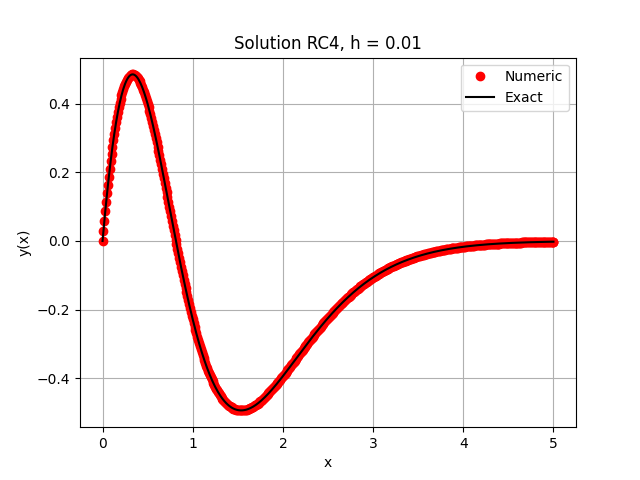 Solution RC4, h = 0.01
Numeric
Exact
y(x)
0.4
0.2
0.0
−0.2
−0.4
0 1 2 3 4 5
x